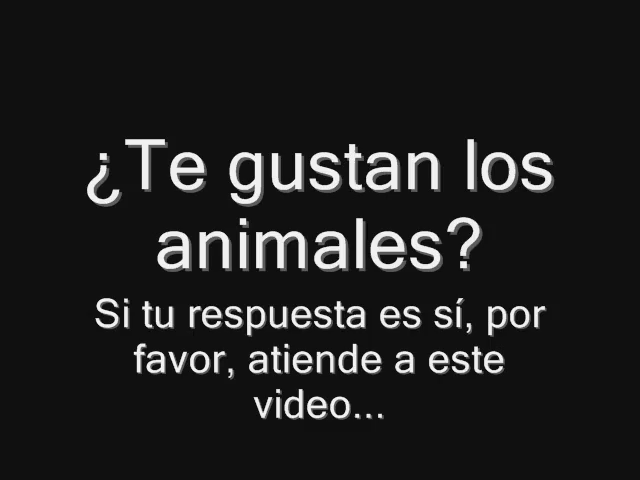 ¿Te gustan los
animales?
Si tu respuesta es sí, por
favor, atiende a este
video...